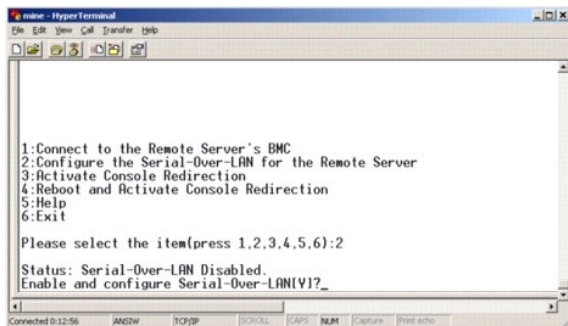 mine - HyperTerminal
File Edit View Call Transfer Help
1:Connect to the Remote Server's BMC
2:Configure the Serial-Over-LAN for the Remote Server
3:Activate Console Redirection
4:Reboot and Activate Console Redirection
5:Help
6:Exit
Please select the item(press 1,2,3,4,5,6):2
Status: Serial-Over-LAN Disabled.
Enable and configure Serial-Over-LAN[Y]?_
Connected 0:12:56 ANSIW TCP/IP SCROLL CAPS NUM Capture Print echo